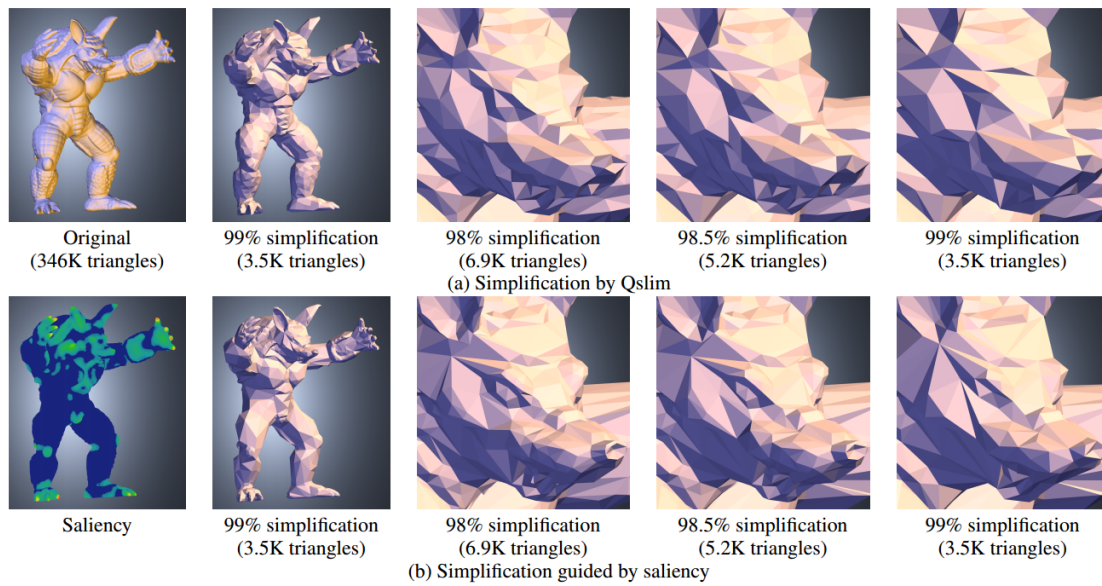 Original 99% simplification 98% simplification 98.5% simplification 99% simplification
(346K triangles) (3.5K triangles) (6.9K triangles) (5.2K triangles) (3.5K triangles)
(a) Simplification by Qslim
Saliency 99% simplification 98% simplification 98.5% simplification 99% simplification
(3.5K triangles) (6.9K triangles) (5.2K triangles) (3.5K triangles)
(b) Simplification guided by saliency